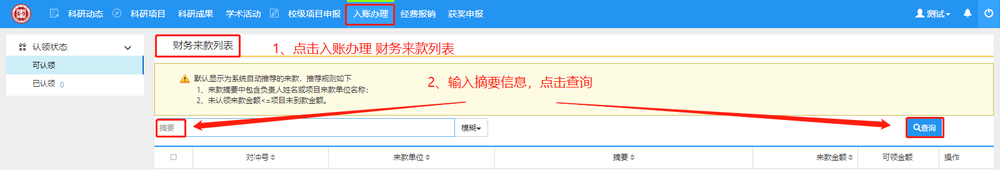 科研动态 科研项目 科研成果 学术活动 校级项目申报 入账办理 经费报销 获奖申报 测试
认领状态
可认领
已认领 0
财务来款列表
1、点击入账办理 财务来款列表
默认显示为系统自动推荐的来款，推荐规则如下
1、来款摘要中包含负责人姓名或项目来款单位名称；
2、未认领来款金额<=项目未到款金额。
2、输入摘要信息，点击查询
摘要 模糊 查询
对冲号 来款单位 摘要 来款金额 可领金额 操作